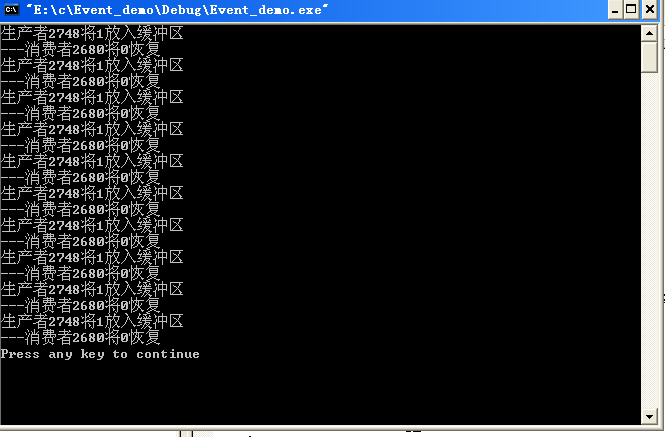 "E:\c\Event_demo\Debug\Event_demo.exe"
生产者2748将1放入缓冲区
---消费者2680将0恢复
生产者2748将1放入缓冲区
---消费者2680将0恢复
生产者2748将1放入缓冲区
---消费者2680将0恢复
生产者2748将1放入缓冲区
---消费者2680将0恢复
生产者2748将1放入缓冲区
---消费者2680将0恢复
生产者2748将1放入缓冲区
---消费者2680将0恢复
生产者2748将1放入缓冲区
---消费者2680将0恢复
生产者2748将1放入缓冲区
---消费者2680将0恢复
生产者2748将1放入缓冲区
---消费者2680将0恢复
生产者2748将1放入缓冲区
---消费者2680将0恢复
Press any key to continue